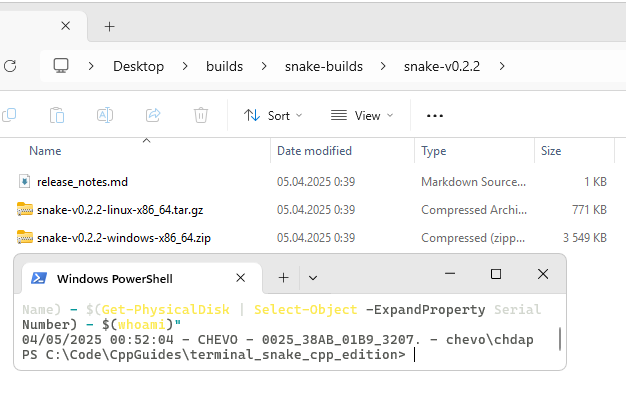 Desktop > builds > snake-builds > snake-v0.2.2 >
Sort View ...
Name Date modified Type Size
release_notes.md 05.04.2025 0:39 Markdown Source... 1 KB
snake-v0.2.2-linux-x86_64.tar.gz 05.04.2025 0:39 Compressed Archi... 771 KB
snake-v0.2.2-windows-x86_64.zip 05.04.2025 0:39 Compressed (zipp... 3 549 KB
Windows PowerShell
Name) - $(Get-PhysicalDisk | Select-Object -ExpandProperty Serial
Number) - $(whoami)"
04/05/2025 00:52:04 - CHEVO - 0025_38AB_01B9_3207. - chevo\chdap
PS C:\Code\CppGuides\terminal_snake_cpp_edition>